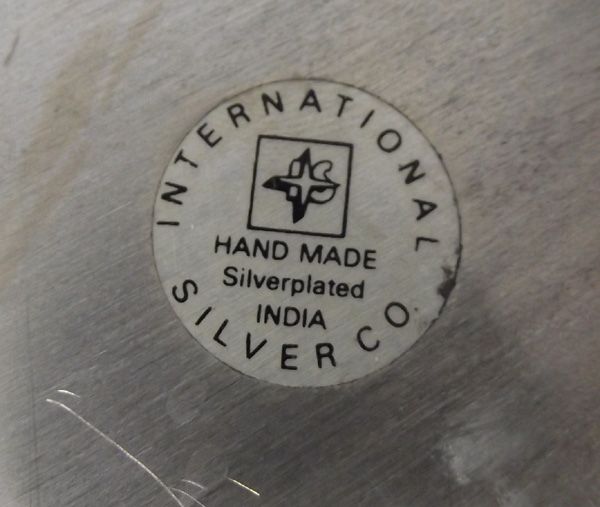 INTERNATIONAL
HAND MADE
Silverplated
INDIA
SILVER CO.